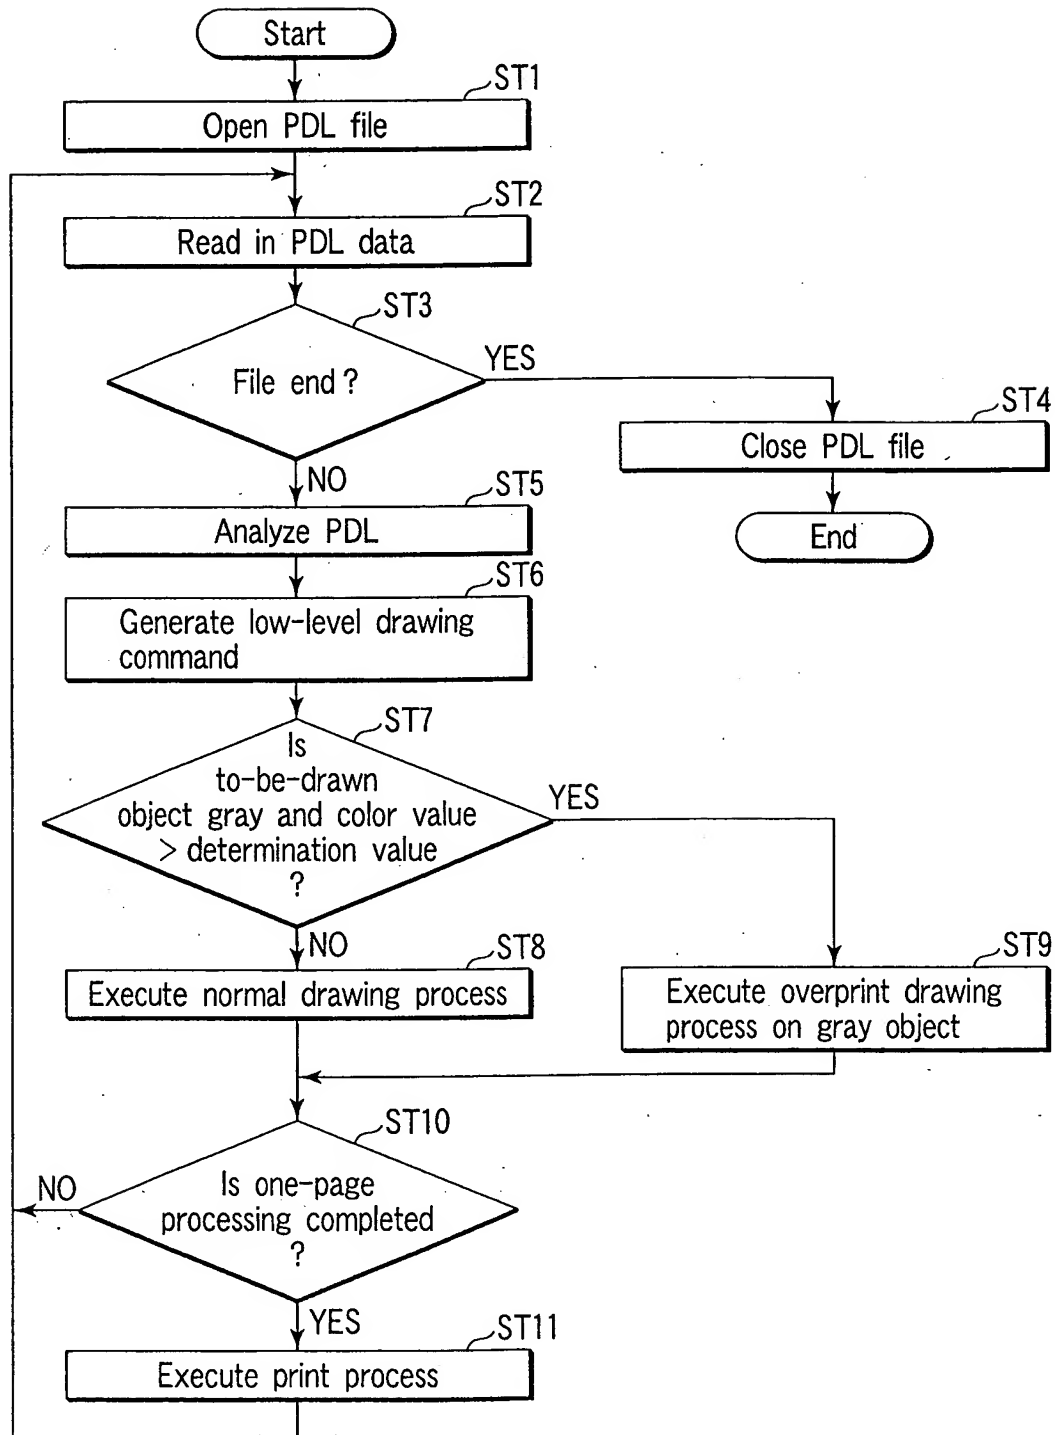 Start
ST1
Open PDL file
ST2
Read in PDL data
ST3
File end ?
YES
ST4
Close PDL file
End
NO
ST5
Analyze PDL
ST6
Generate low-level drawing
command
ST7
Is
to-be-drawn
object gray and color value
> determination value
?
YES
NO
ST8
Execute normal drawing process
ST9
Execute overprint drawing
process on gray object
ST10
Is one-page
processing completed
?
NO
YES
ST11
Execute print process